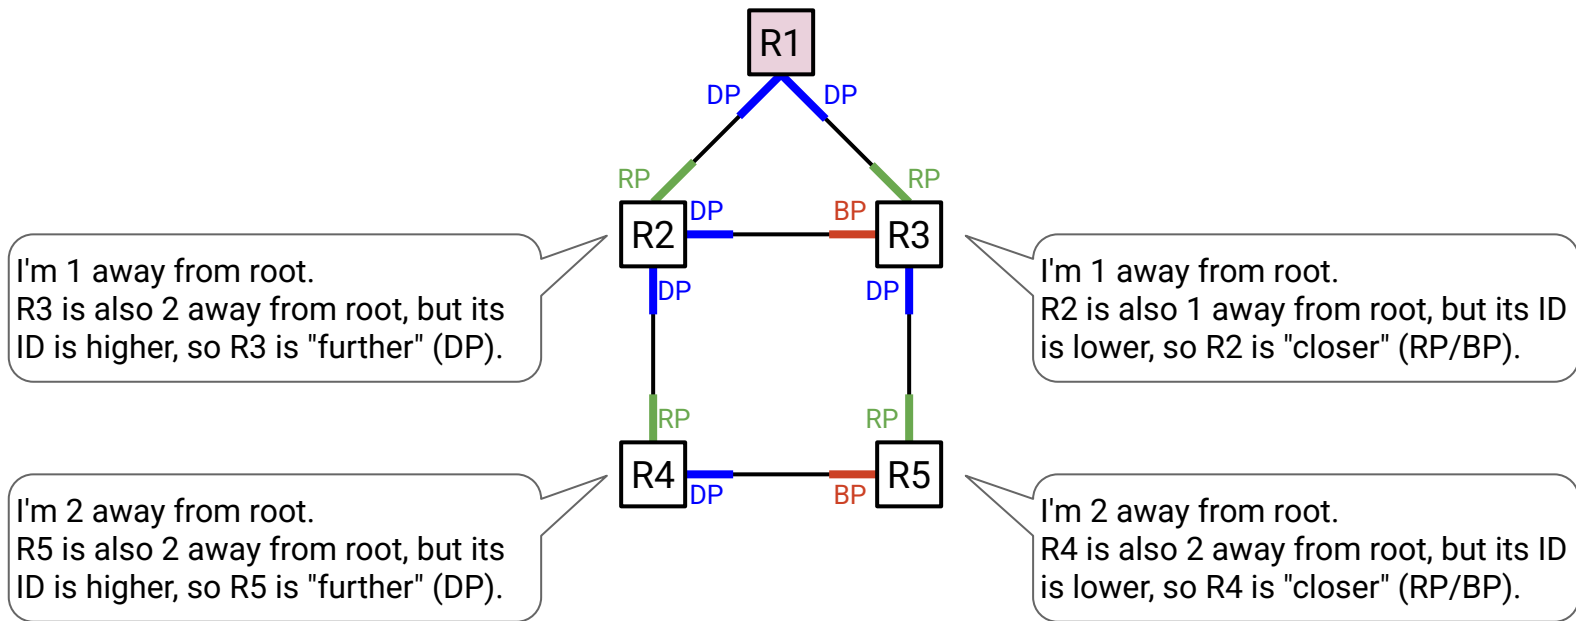 R1
DP
DP
RP
RP
R2
DP
BP
R3
DP
DP
I'm 1 away from root.
R3 is also 2 away from root, but its
ID is higher, so R3 is "further" (DP).
I'm 1 away from root.
R2 is also 1 away from root, but its ID
is lower, so R2 is "closer" (RP/BP).
RP
RP
R4
DP
BP
R5
I'm 2 away from root.
R5 is also 2 away from root, but its
ID is higher, so R5 is "further" (DP).
I'm 2 away from root.
R4 is also 2 away from root, but its ID
is lower, so R4 is "closer" (RP/BP).